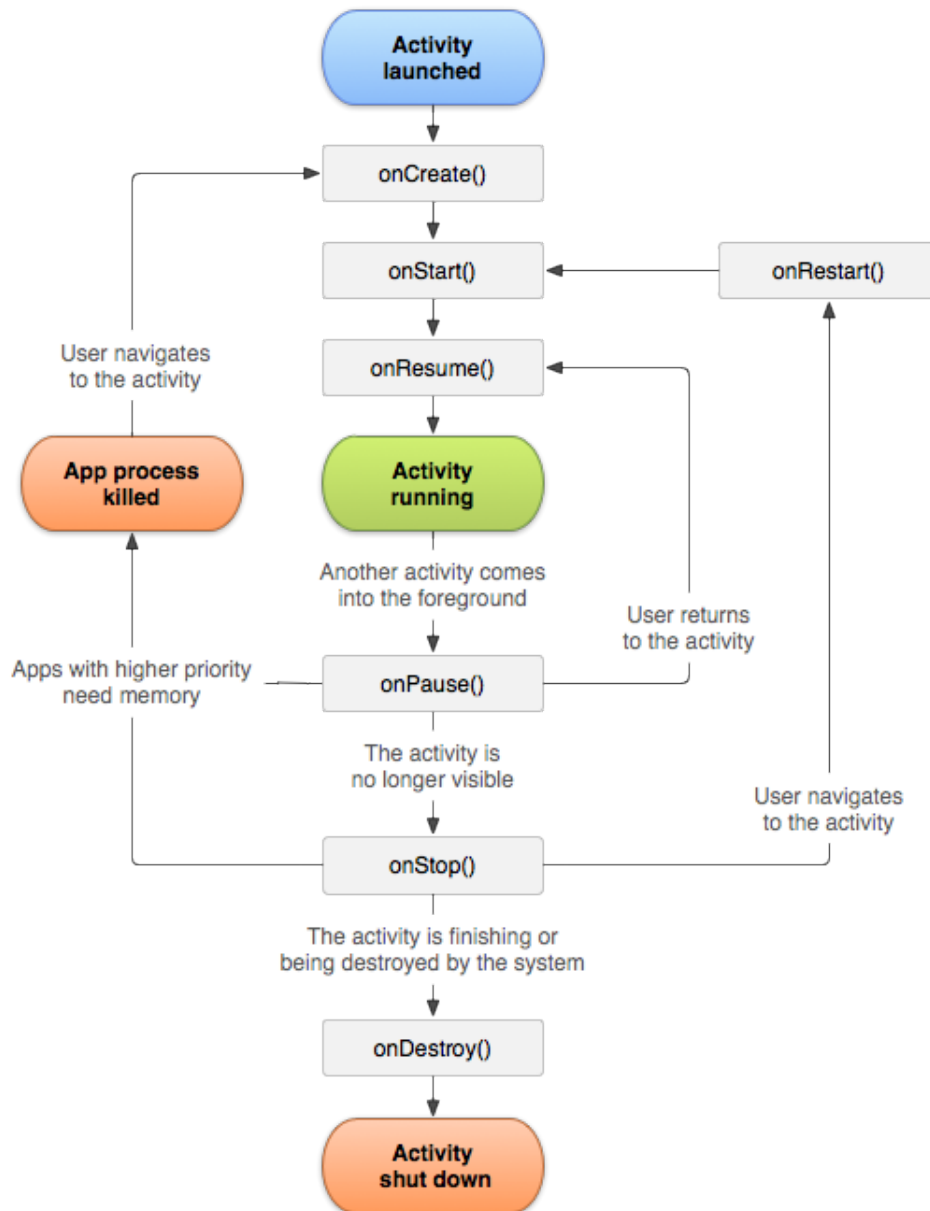 Activity
launched
onCreate()
onStart()
onRestart()
onResume()
User navigates
to the activity
App process
killed
Activity
running
Another activity comes
into the foreground
User returns
to the activity
Apps with higher priority
need memory
onPause()
The activity is
no longer visible
User navigates
to the activity
onStop()
The activity is finishing or
being destroyed by the system
onDestroy()
Activity
shut down